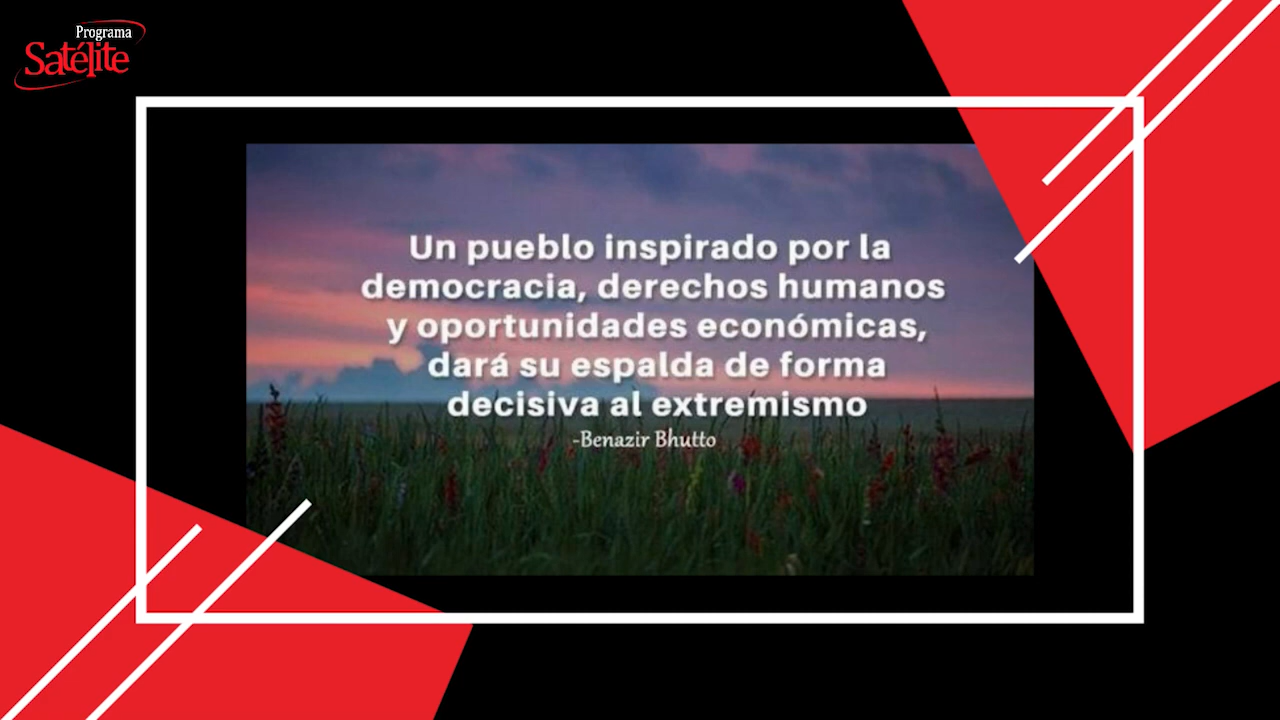 Programa
Satélite
Un pueblo inspirado por la
democracia, derechos humanos
y oportunidades económicas,
dará su espalda de forma
decisiva al extremismo
-Benazir Bhutto